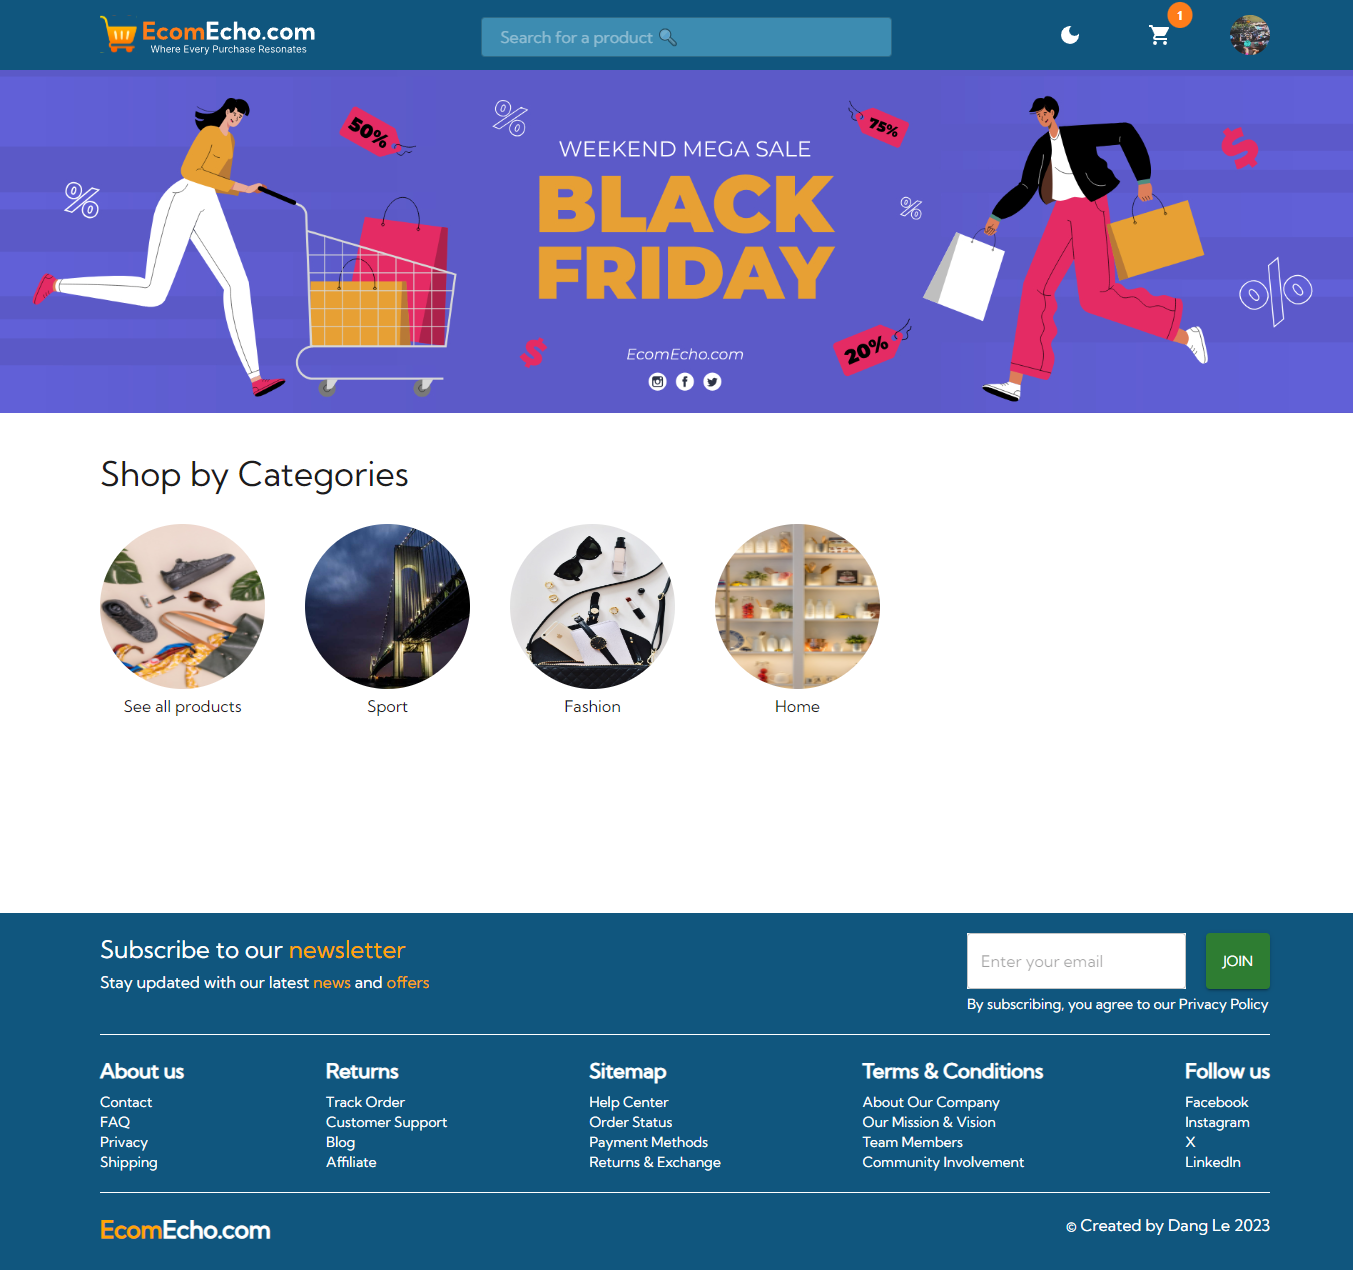 EcomEcho.com
Where Every Purchase Resonates
Search for a product 🔍
1
50%
%
75%
WEEKEND MEGA SALE
$
%
BLACK
%
FRIDAY
%
$
20%
EcomEcho.com
Shop by Categories
See all products
Sport
Fashion
Home
Subscribe to our newsletter
Stay updated with our latest news and offers
Enter your email
JOIN
By subscribing, you agree to our Privacy Policy
About us
Contact
FAQ
Privacy
Shipping
Returns
Track Order
Customer Support
Blog
Affiliate
Sitemap
Help Center
Order Status
Payment Methods
Returns & Exchange
Terms & Conditions
About Our Company
Our Mission & Vision
Team Members
Community Involvement
Follow us
Facebook
Instagram
X
LinkedIn
EcomEcho.com
© Created by Dang Le 2023